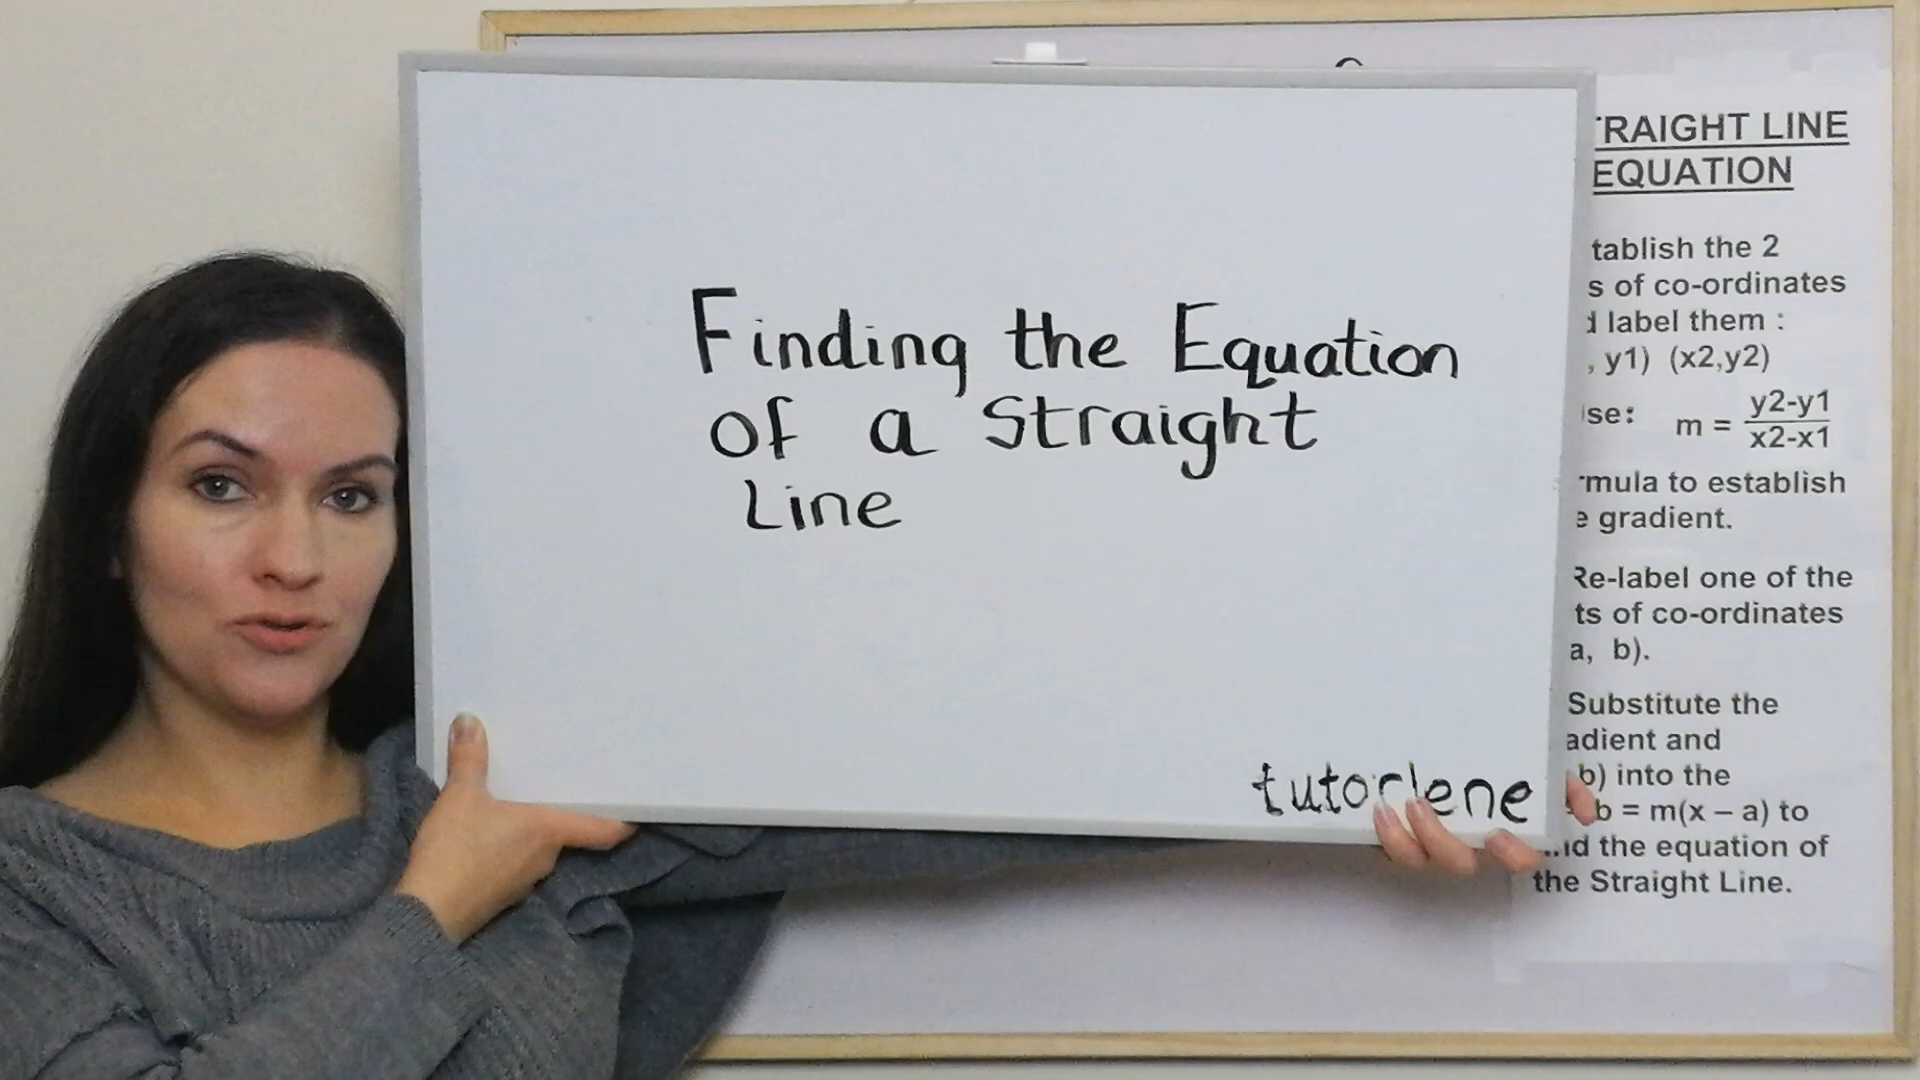 Finding the Equation
of a Straight
Line
tutorlene
RAIGHT LINE
EQUATION
tablish the 2
s of co-ordinates
label them :
, y1) (x2,y2)
se: m = y2-y1
x2-x1
mula to establish
e gradient.
Re-label one of the
ts of co-ordinates
a, b).
Substitute the
adient and
b) into the
b = m(x – a) to
nd the equation of
the Straight Line.